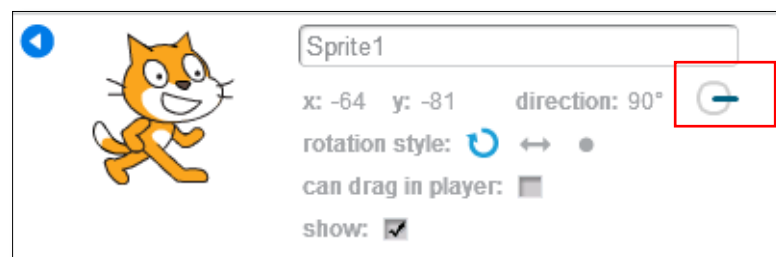 Sprite1
x: -64 y: -81 direction: 90°
rotation style:
can drag in player:
show: